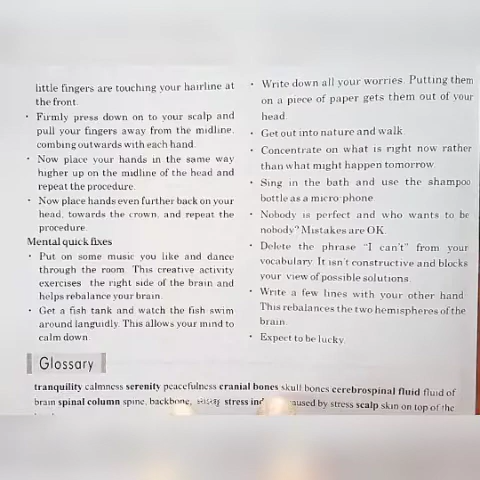 little fingers are touching your hairline at
the front.
• Firmly press down on to your scalp and
pull your fingers away from the midline,
combing outwards with each hand.
• Now place your hands in the same way
higher up on the midline of the head and
repeat the procedure.
• Now place hands even further back on your
head, towards the crown, and repeat the
procedure.
Mental quick fixes
• Put on some music you like and dance
through the room. This creative activity
exercises the right side of the brain and
helps rebalance your brain.
• Get a fish tank and watch the fish swim
around languidly. This allows your mind to
calm down
• Write down all your worries. Putting them
on a piece of paper gets them out of your
head.
• Get out into nature and walk.
• Concentrate on what is right now rather
than what might happen tomorrow.
• Sing in the bath and use the shampoo
bottle as a micro phone.
• Nobody is perfect and who wants to be
nobody? Mistakes are OK.
• Delete the phrase "I can't" from your
vocabulary. It isn't constructive and blocks
your view of possible solutions.
• Write a few lines with your other hand.
This rebalances the two hemispheres of the
brain.
• Expect to be lucky.
Glossary
tranquility calmness serenity peacefulness cranial bones skull bones cerebrospinal fluid fluid of
brain spinal column spine, backbone, stress caused by stress scalp skin on top of the